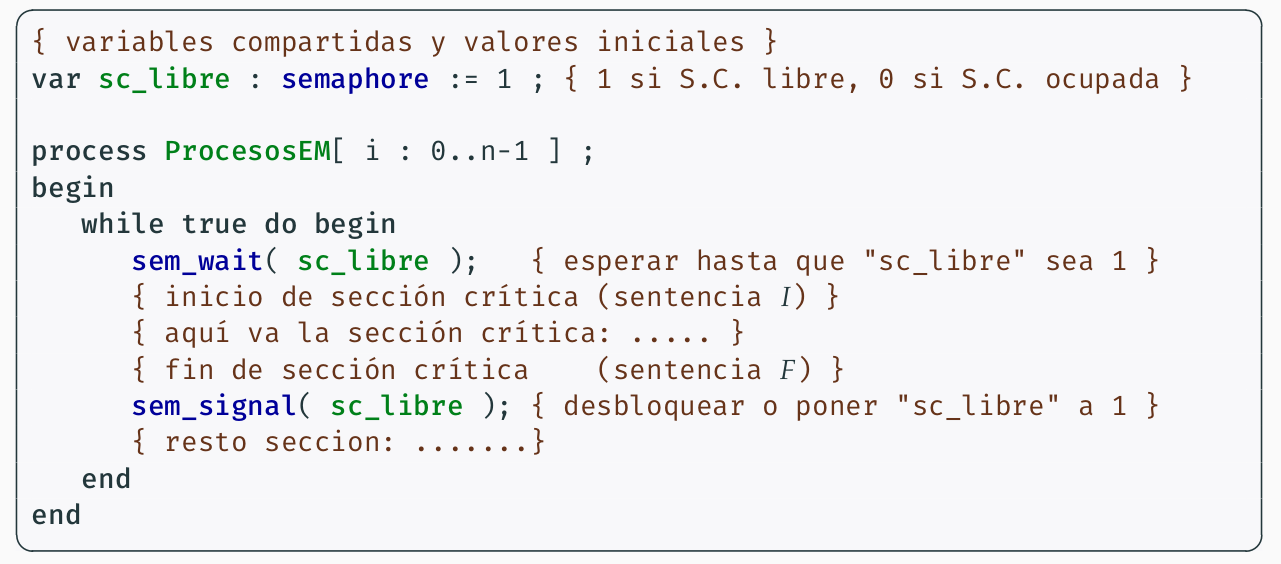 { variables compartidas y valores iniciales }
var sc_libre : semaphore := 1 ; { 1 si S.C. libre, 0 si S.C. ocupada }
process ProcesosEM[ i : 0..n-1 ] ;
begin
while true do begin
sem_wait( sc_libre ); { esperar hasta que "sc_libre" sea 1 }
{ inicio de sección crítica (sentencia I) }
{ aquí va la sección crítica: ..... }
{ fin de sección crítica (sentencia F) }
sem_signal( sc_libre ); { desbloquear o poner "sc_libre" a 1 }
{ resto seccion: .......}
end
end